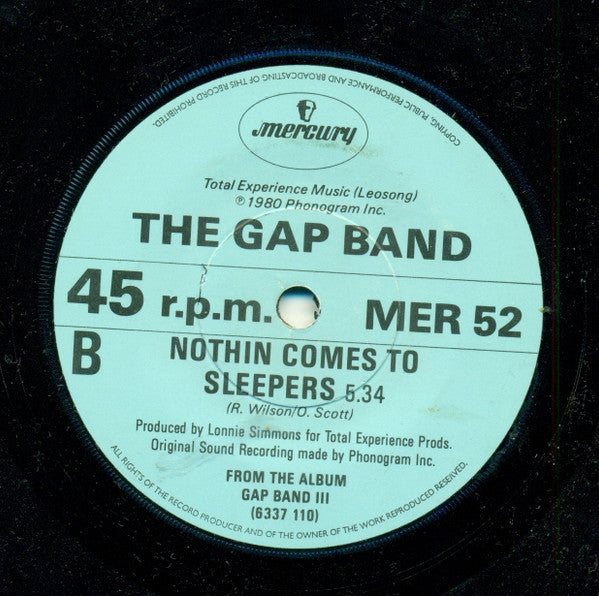 COPYING, PUBLIC PERFORMANCE AND BROADCASTING OF THIS RECORD PROHIBITED.
mercury
Total Experience Music (Leosong)
℗ 1980 Phonogram Inc.
THE GAP BAND
45 r.p.m.
MER 52
B
NOTHIN COMES TO
SLEEPERS 5.34
(R. Wilson/O. Scott)
Produced by Lonnie Simmons for Total Experience Prods.
Original Sound Recording made by Phonogram Inc.
FROM THE ALBUM
GAP BAND III
(6337 110)
ALL RIGHTS OF THE RECORD PRODUCER AND OF THE OWNER OF THE WORK REPRODUCED RESERVED.